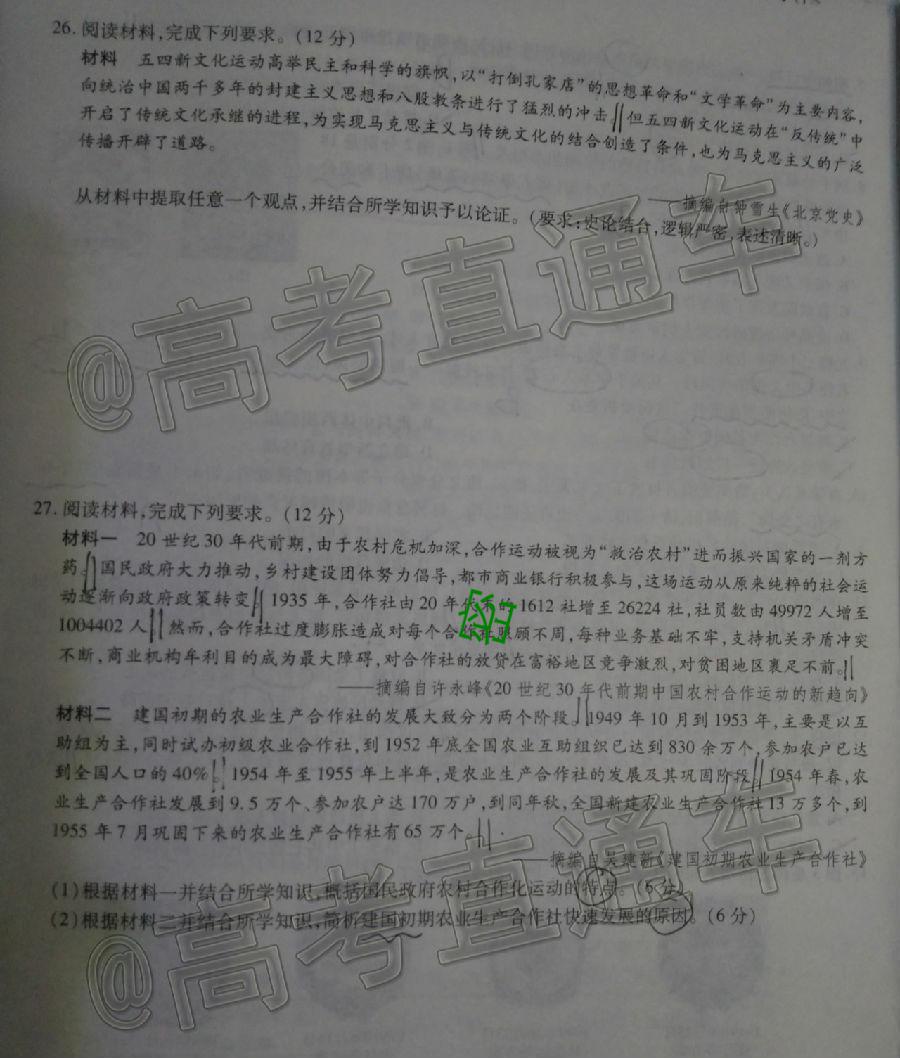 26. 阅读材料,完成下列要求。(12 分)
材料 五四新文化运动高举民主和科学的旗帜,以“打倒孔家店”的思想革命和“文学革命”为主要内容,
向统治中国两千多年的封建主义思想和八股教条进行了猛烈的冲击。但五四新文化运动在“反传统”中
开启了传统文化承继的进程,为实现马克思主义与传统文化的结合创造了条件,也为马克思主义的广泛
传播开辟了道路。
——摘编自钟雪生《北京党史》
从材料中提取任意一个观点,并结合所学知识予以论证。(要求:史论结合,逻辑严密,表述清晰。)
@高考直通车
27. 阅读材料,完成下列要求。(12 分)
材料一 20 世纪 30 年代前期,由于农村危机加深,合作运动被视为“救治农村”进而振兴国家的一剂方
药。国民政府大力推动,乡村建设团体努力倡导,都市商业银行积极参与,这场运动从原来纯粹的社会运
动逐渐向政府政策转变。1935 年,合作社由 20 年代末的 1612 社增至 26224 社,社员数由 49972 人增至
1004402 人。然而,合作社过度膨胀造成对每个合作社照顾不周,每种业务基础不牢,支持机关矛盾冲突
不断,商业机构牟利目的成为最大障碍,对合作社的放贷在富裕地区竞争激烈,对贫困地区裹足不前。
——摘编自许永峰《20 世纪 30 年代前期中国农村合作运动的新趋向》
材料二 建国初期的农业生产合作社的发展大致分为两个阶段。1949 年 10 月到 1953 年,主要是以互
助组为主,同时试办初级农业合作社,到 1952 年底全国农业互助组织已达到 830 余万个,参加农户已达
到全国人口的 40%。1954 年至 1955 年上半年,是农业生产合作社的发展及其巩固阶段。1954 年春,农
业生产合作社发展到 9.5 万个、参加农户达 170 万户,到同年秋,全国新建农业生产合作社 13 万多个,到
1955 年 7 月巩固下来的农业生产合作社有 65 万个。
——摘编自吴建新《建国初期农业生产合作社》
(1)根据材料一并结合所学知识,概括国民政府农村合作化运动的特点。(6 分)
(2)根据材料二并结合所学知识,简析建国初期农业生产合作社快速发展的原因。(6 分)
@高考直通车